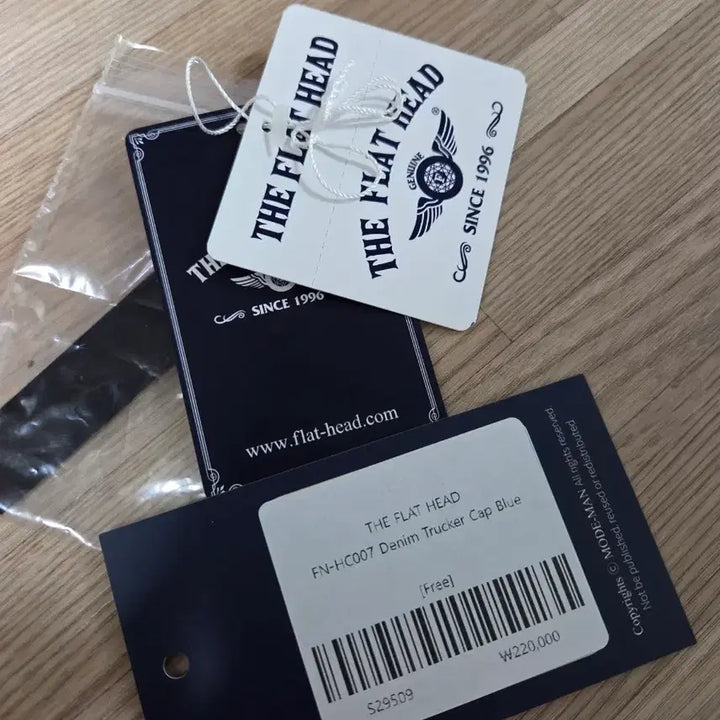 THE FLAT HEAD
THE FLAT HEAD
®
GENUINE
F
SINCE 1996
TH
SINCE 1996
www.flat-head.com
THE FLAT HEAD
FN-HC007 Denim Trucker Cap Blue
[Free]
S29509
₩220,000
Copyrights ⓒ MODE-MAN All rights reserved.
Not be published, reused or redistributed.